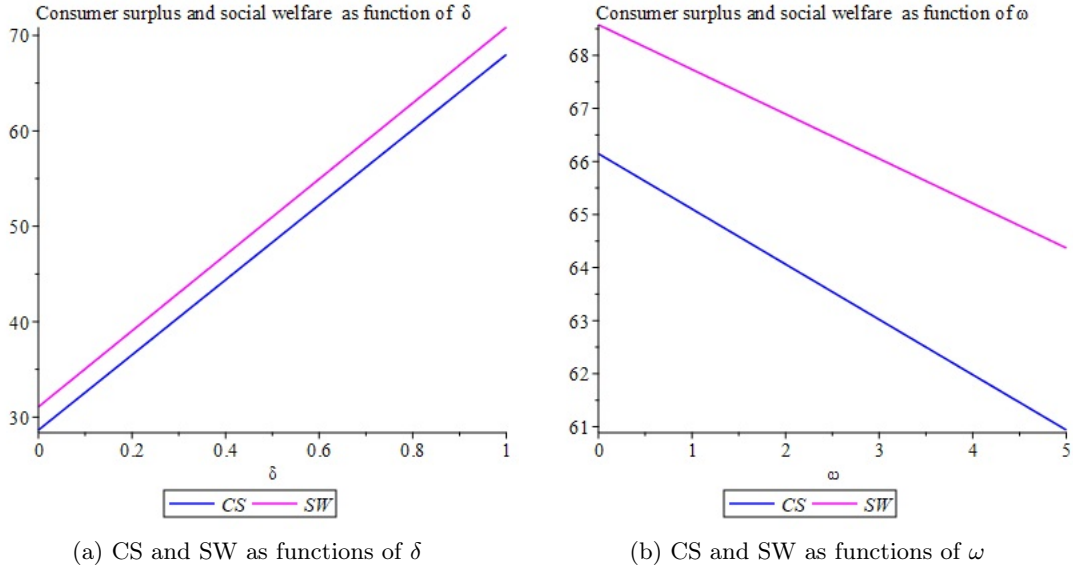 Consumer surplus and social welfare as function of δ
70
60
50
40
30
0 0.2 0.4 0.6 0.8 1
δ
CS SW
(a) CS and SW as functions of δ
Consumer surplus and social welfare as function of ω
68
67
66
65
64
63
62
61
0 1 2 3 4 5
ω
CS SW
(b) CS and SW as functions of ω